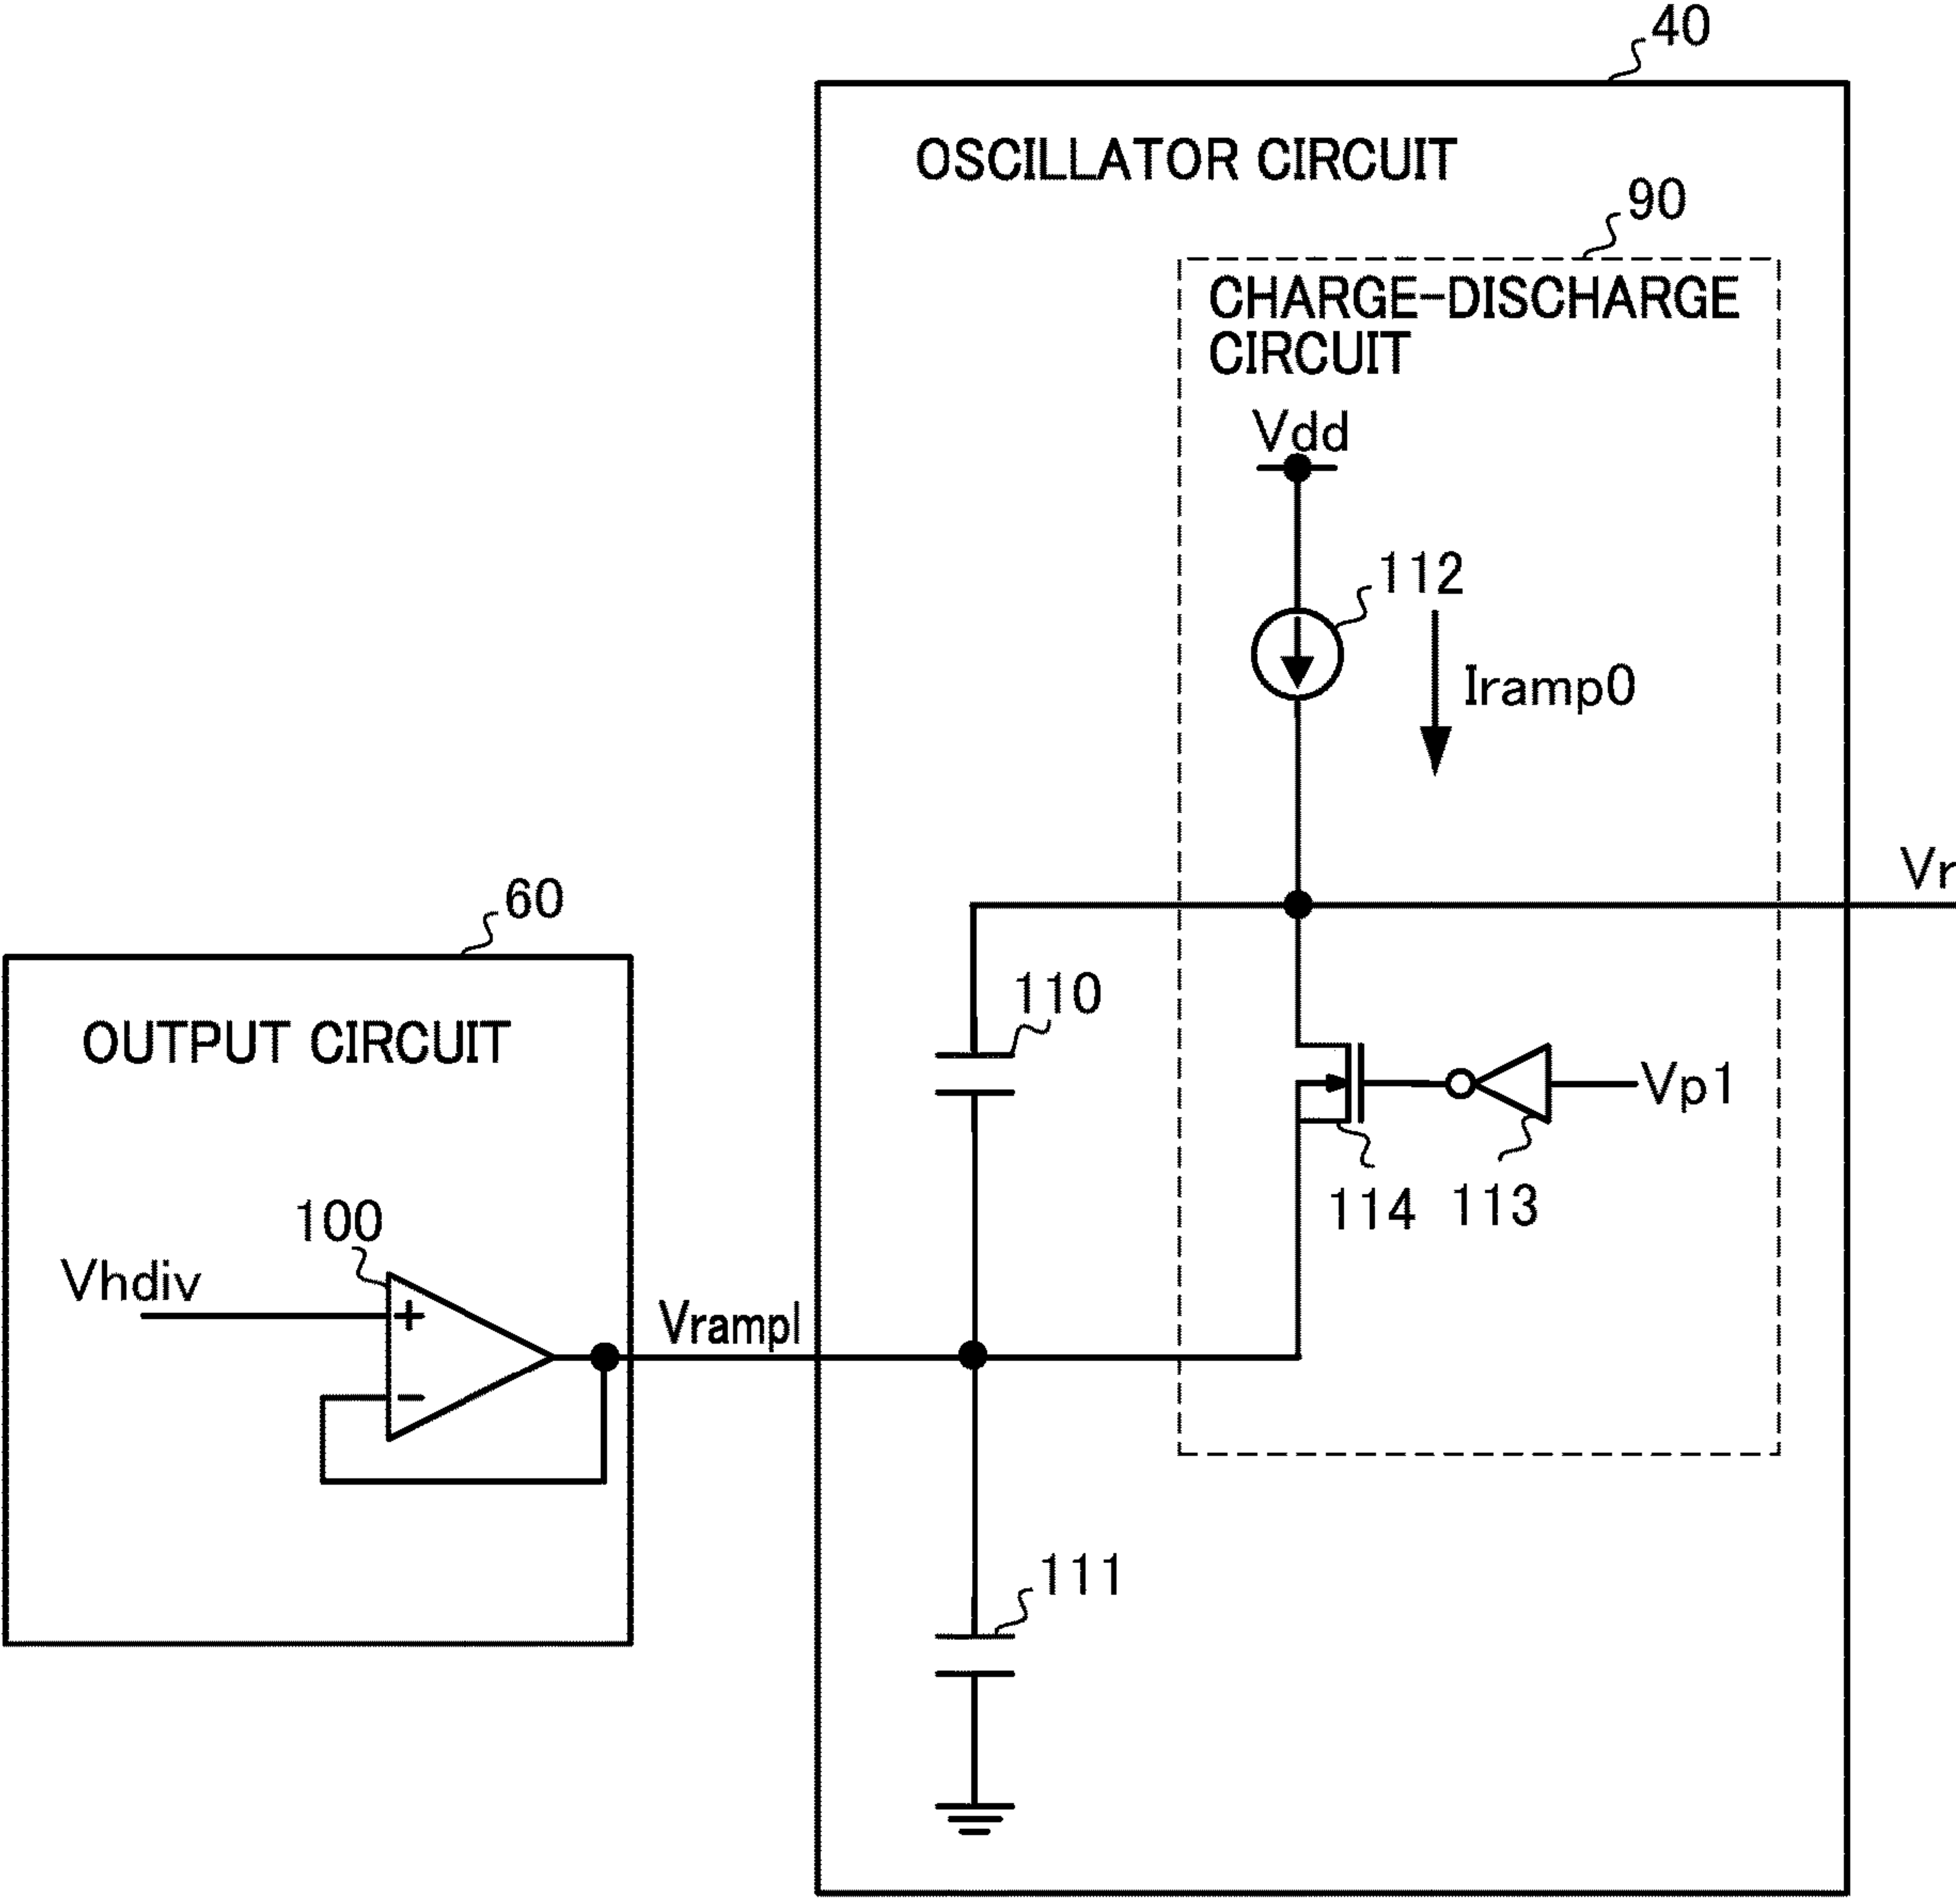 40
OSCILLATOR CIRCUIT
90
CHARGE-DISCHARGE
CIRCUIT
Vdd
112
Iramp0
Vr
60
OUTPUT CIRCUIT
110
Vp1
114
113
100
Vhdiv
+
-
Vrampl
111